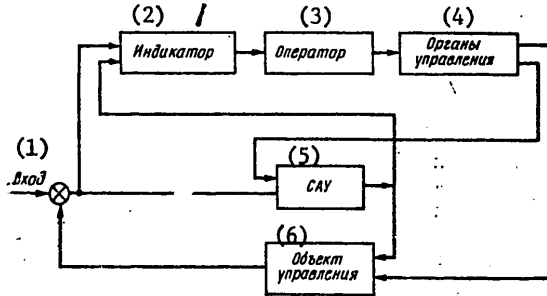 (2)
(3)
(4)
Индикатор
Оператор
Органы
управления
(1)
Вход
(5)
САУ
(6)
Объект
управления